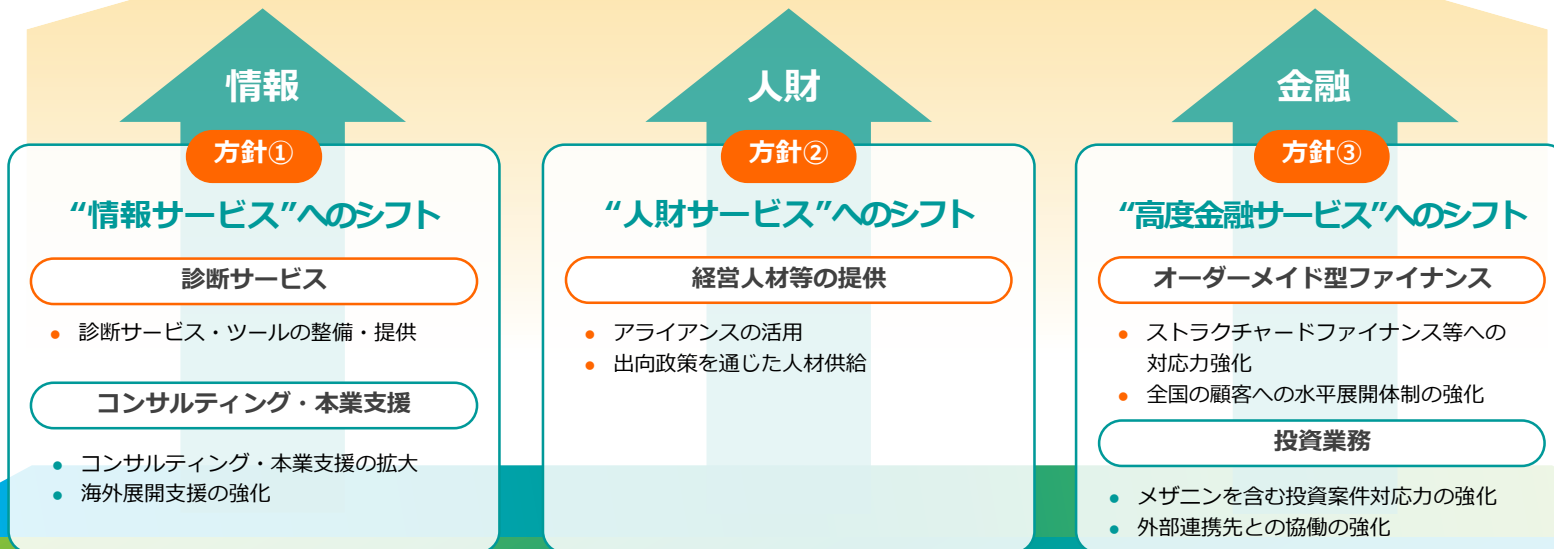 情報
方針①
“情報サービス”へのシフト
診断サービス
● 診断サービス・ツールの整備・提供
コンサルティング・本業支援
● コンサルティング・本業支援の拡大
● 海外展開支援の強化
人財
方針②
“人財サービス”へのシフト
経営人材等の提供
● アライアンスの活用
● 出向政策を通じた人材供給
金融
方針③
“高度金融サービス”へのシフト
オーダーメイド型ファイナンス
● ストラクチャードファイナンス等への
対応力強化
● 全国の顧客への水平展開体制の強化
投資業務
● メザニンを含む投資案件対応力の強化
● 外部連携先との協働の強化